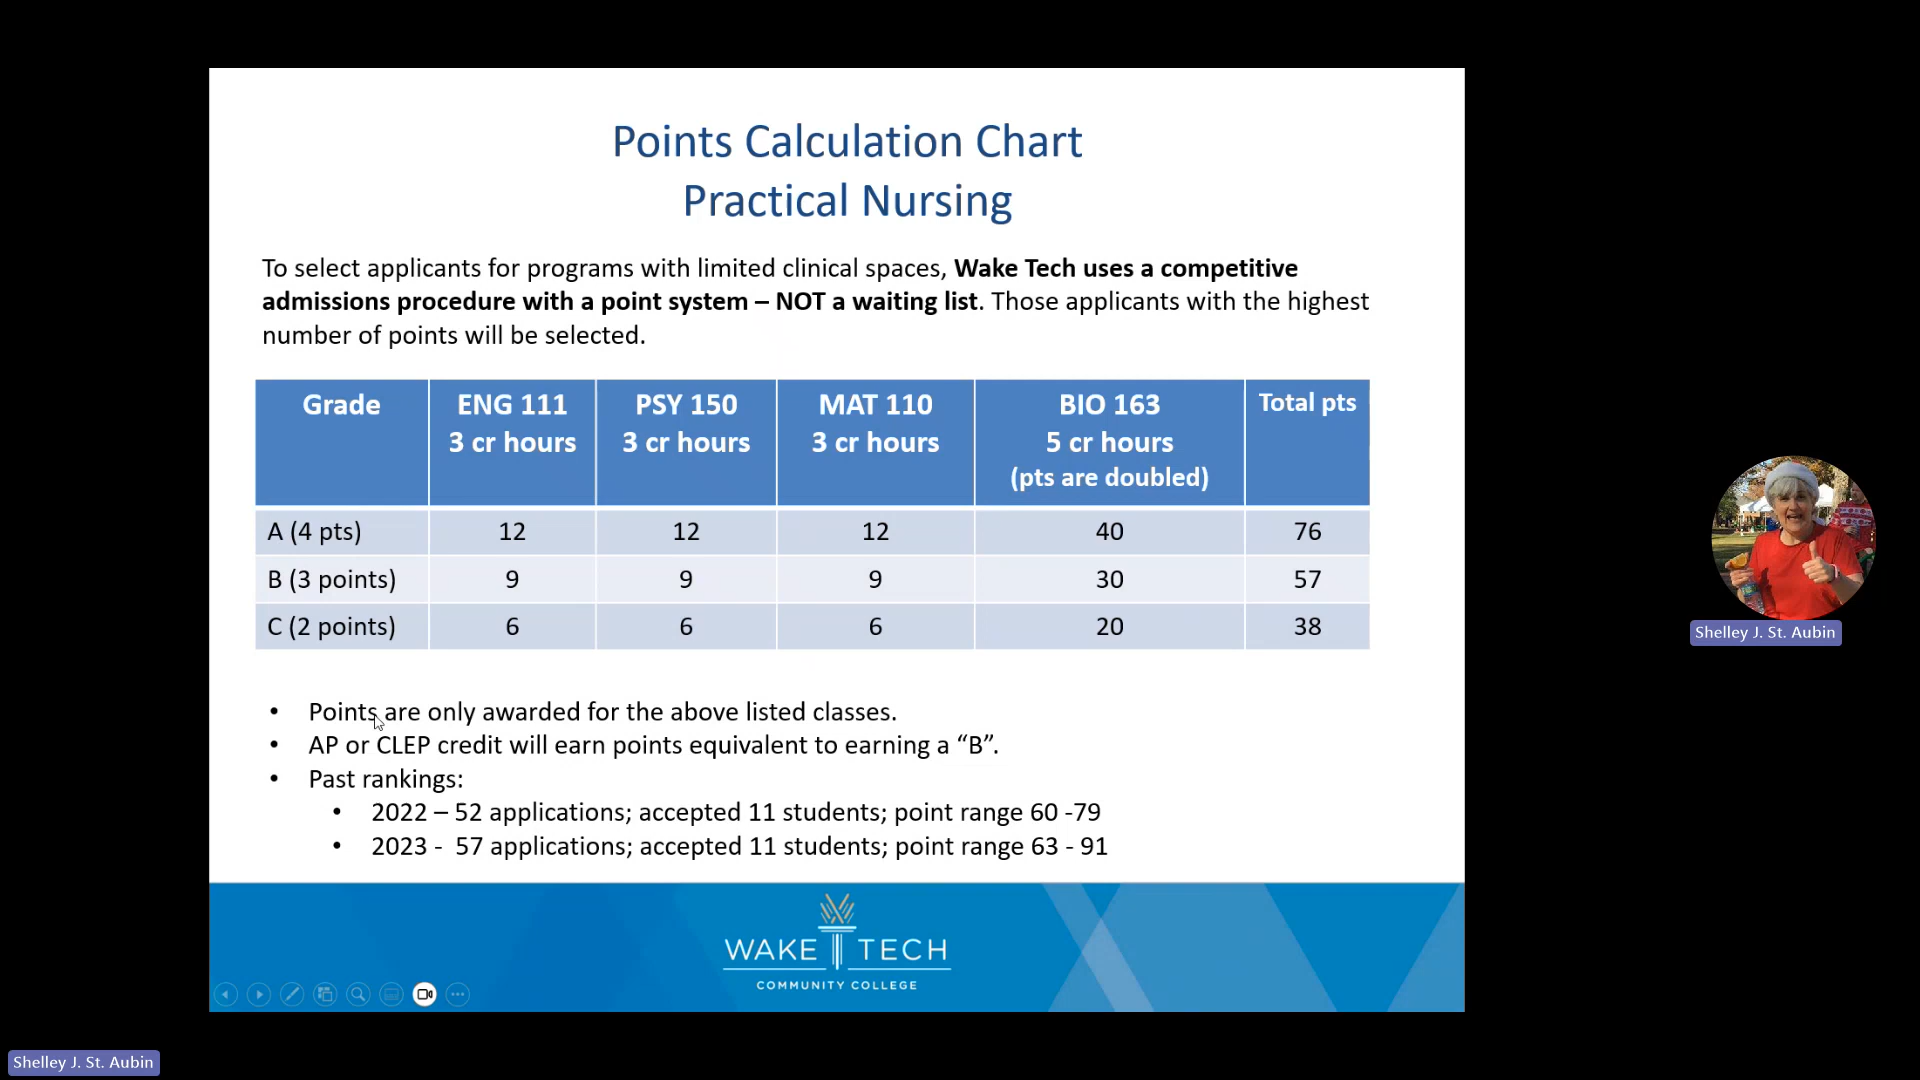 Points Calculation Chart
Practical Nursing
To select applicants for programs with limited clinical spaces, Wake Tech uses a competitive
admissions procedure with a point system – NOT a waiting list. Those applicants with the highest
number of points will be selected.
Grade ENG 111 PSY 150 MAT 110 BIO 163 Total pts
3 cr hours 3 cr hours 3 cr hours 5 cr hours
(pts are doubled)
A (4 pts) 12 12 12 40 76
B (3 points) 9 9 9 30 57
C (2 points) 6 6 6 20 38
• Points are only awarded for the above listed classes.
• AP or CLEP credit will earn points equivalent to earning a “B”.
• Past rankings:
• 2022 – 52 applications; accepted 11 students; point range 60 -79
• 2023 - 57 applications; accepted 11 students; point range 63 - 91
WAKE TECH
COMMUNITY COLLEGE
Shelley J. St. Aubin
Shelley J. St. Aubin